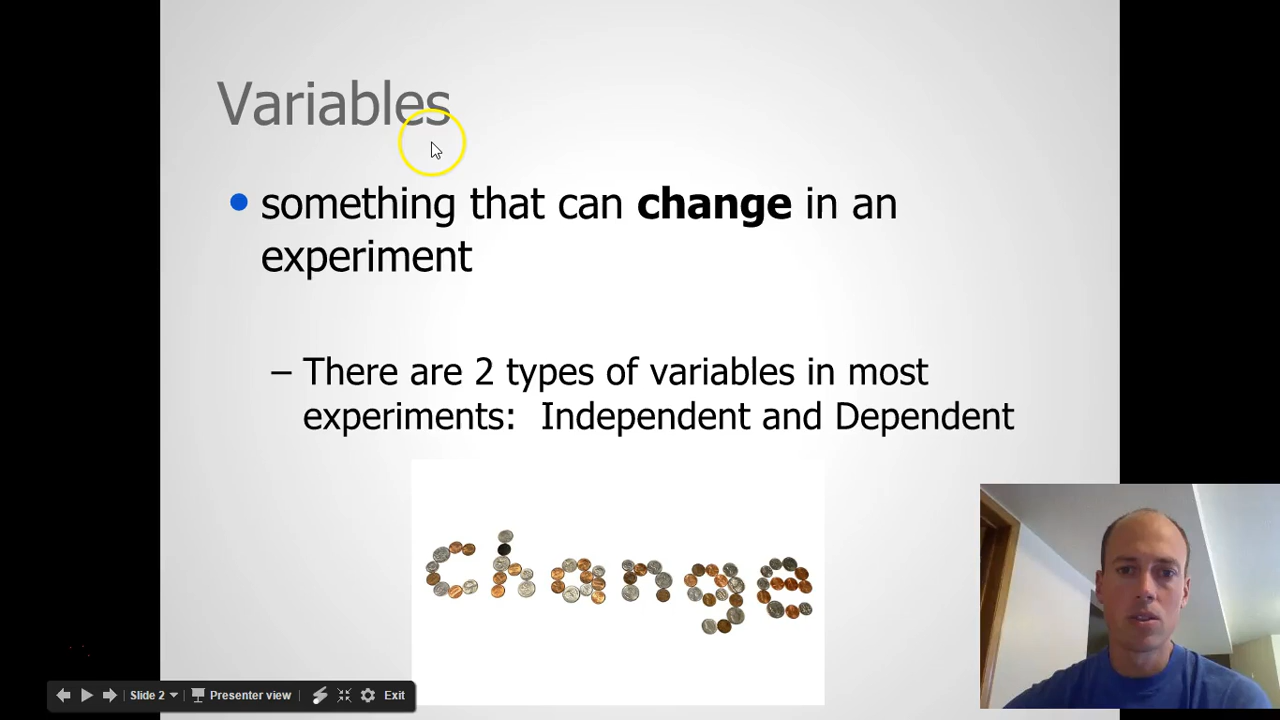 Variables
• something that can change in an
experiment
– There are 2 types of variables in most
experiments: Independent and Dependent
change
Slide 2
Presenter view
Exit